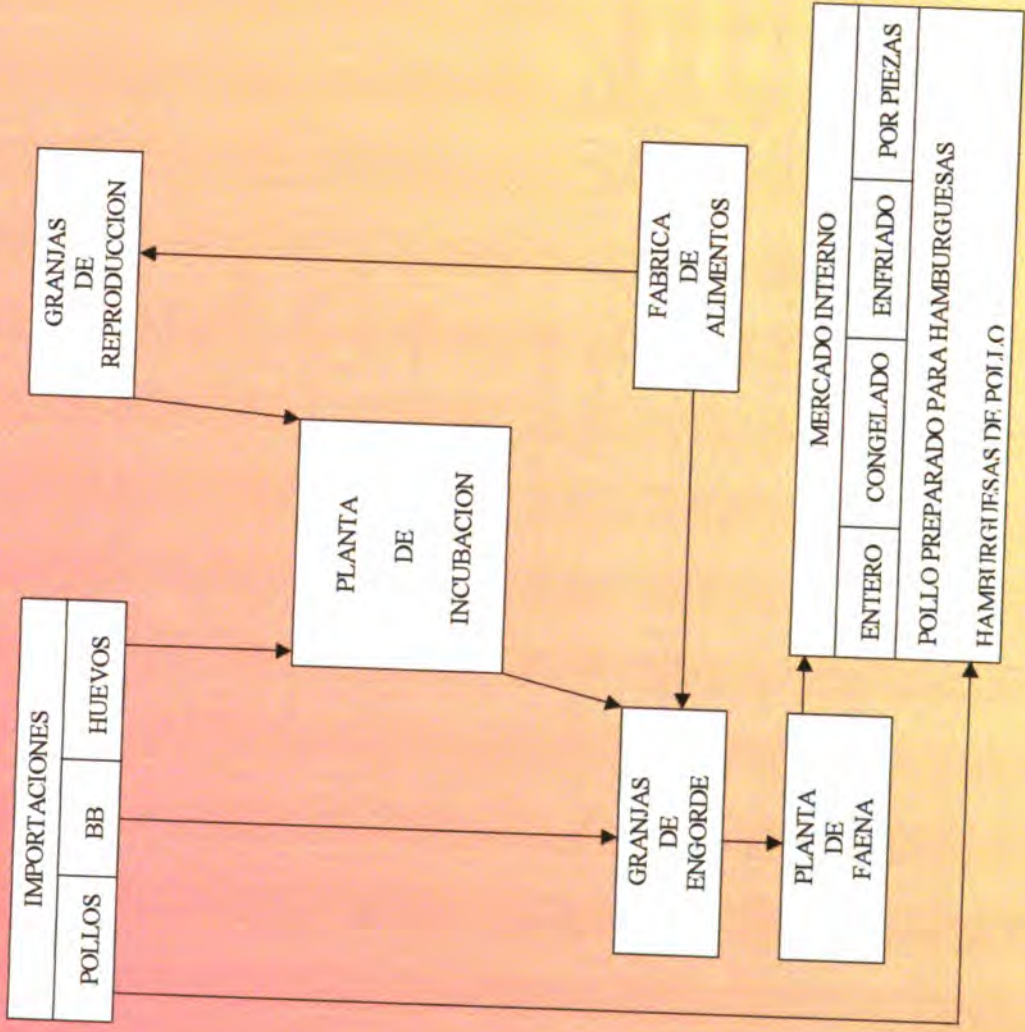 IMPORTACIONES
POLLOS BB HUEVOS
GRANJAS
DE
REPRODUCCION
PLANTA
DE
INCUBACION
GRANJAS
DE
ENGORDE
FABRICA
DE
ALIMENTOS
PLANTA
DE
FAENA
MERCADO INTERNO
ENTERO CONGELADO ENFRIADO POR PIEZAS
POLLO PREPARADO PARA HAMBURGUESAS
HAMBURGUESAS DE POLLO